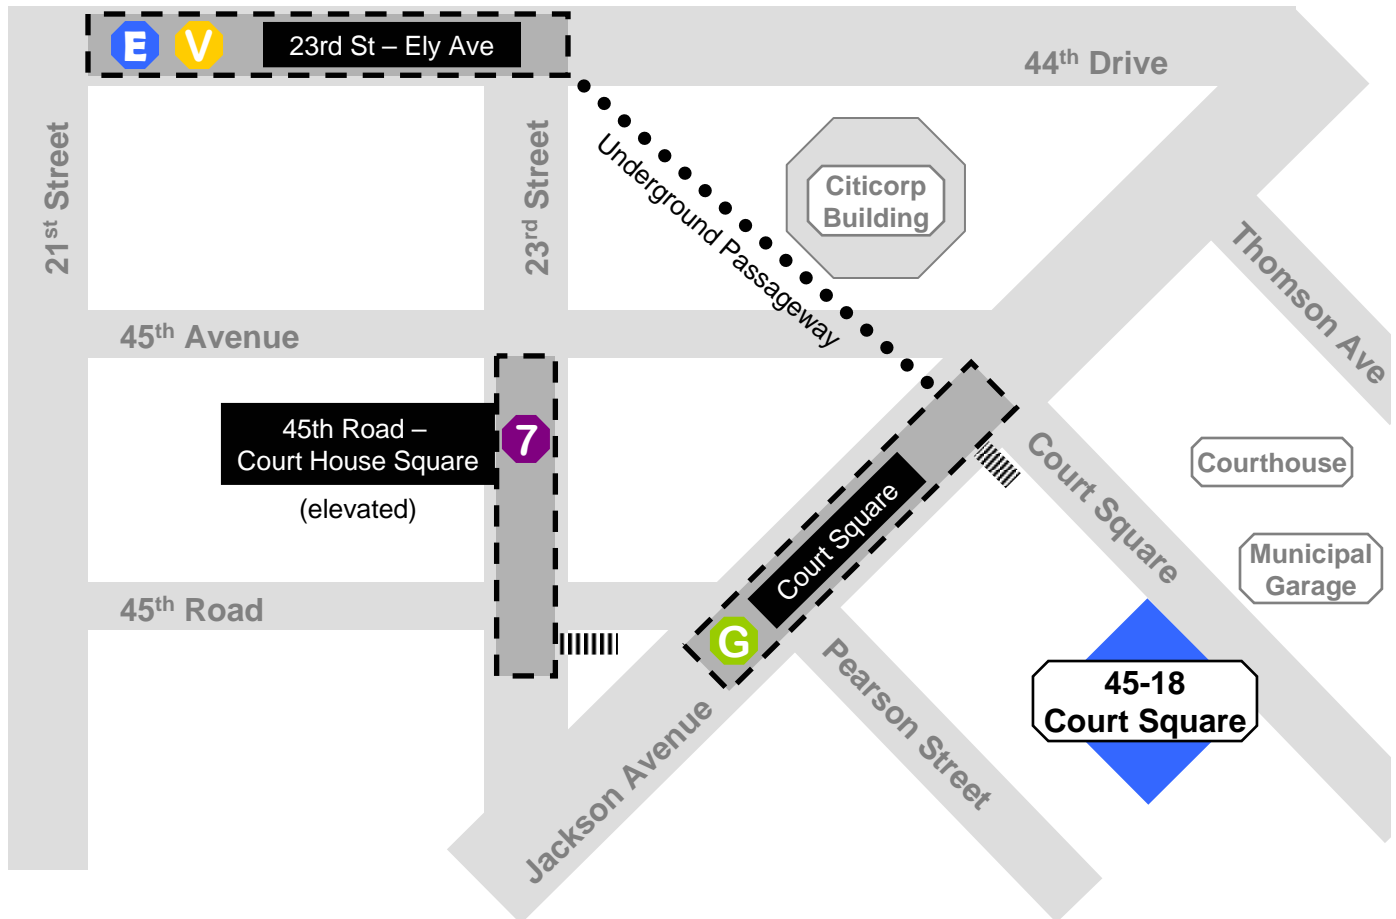 E
V
23rd St – Ely Ave
44th Drive
21st Street
23rd Street
Underground Passageway
Citicorp
Building
Thomson Ave
45th Avenue
45th Road –
Court House Square
(elevated)
7
Court Square
Court Square
Courthouse
Municipal
Garage
45th Road
G
Pearson Street
45-18
Court Square
Jackson Avenue